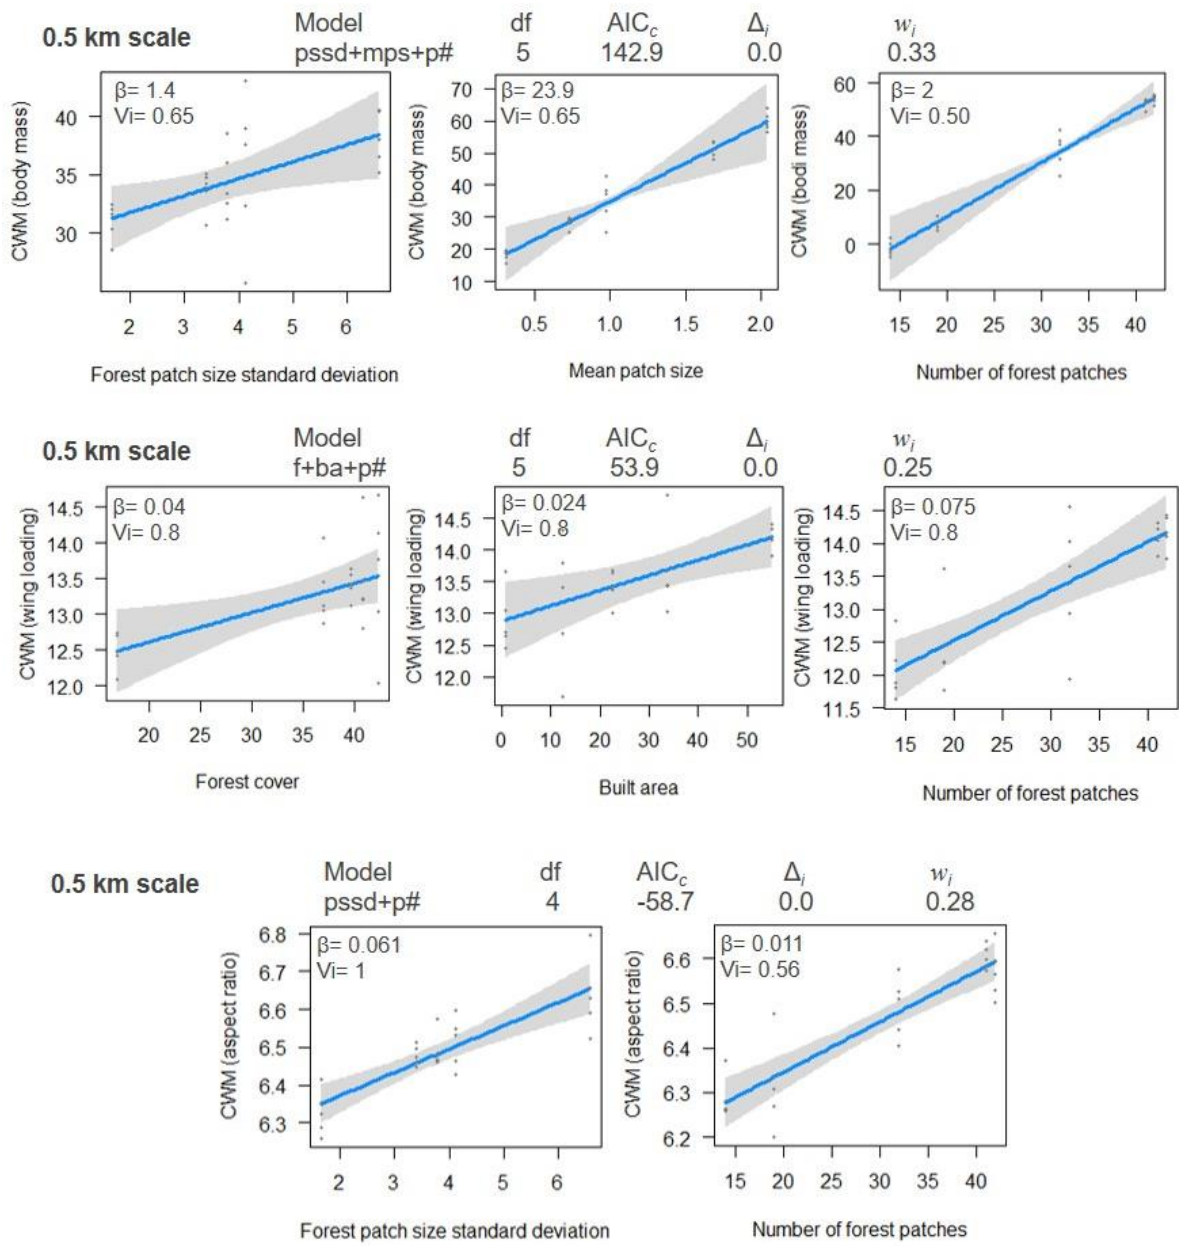 0.5 km scale
Model df AICc Δi wi
pssd+mps+p# 5 142.9 0.0 0.33
β= 1.4
Vi= 0.65
CWM (body mass)
40
35
30
2 3 4 5 6
Forest patch size standard deviation
β= 23.9
Vi= 0.65
CWM (body mass)
70
60
50
40
30
20
10
0.5 1.0 1.5 2.0
Mean patch size
β= 2
Vi= 0.50
CWM (bodi mass)
60
40
20
0
15 20 25 30 35 40
Number of forest patches
0.5 km scale
Model df AICc Δi wi
f+ba+p# 5 53.9 0.0 0.25
β= 0.04
Vi= 0.8
CWM (wing loading)
14.5
14.0
13.5
13.0
12.5
12.0
20 25 30 35 40
Forest cover
β= 0.024
Vi= 0.8
CWM (wing loading)
14.5
14.0
13.5
13.0
12.5
12.0
0 10 20 30 40 50
Built area
β= 0.075
Vi= 0.8
CWM (wing loading)
14.5
14.0
13.5
13.0
12.5
12.0
11.5
15 20 25 30 35 40
Number of forest patches
0.5 km scale
Model df AICc Δi wi
pssd+p# 4 -58.7 0.0 0.28
β= 0.061
Vi= 1
CWM (aspect ratio)
6.8
6.7
6.6
6.5
6.4
6.3
2 3 4 5 6
Forest patch size standard deviation
β= 0.011
Vi= 0.56
CWM (aspect ratio)
6.6
6.5
6.4
6.3
6.2
15 20 25 30 35 40
Number of forest patches